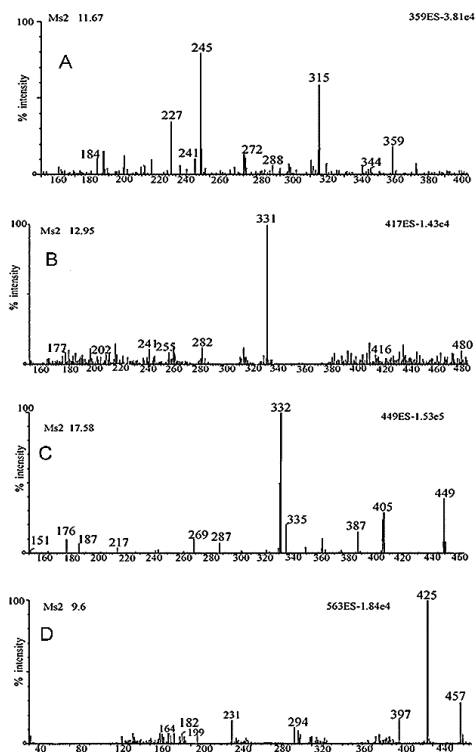 Ms2 11.67 359ES-3.81e4
100
A
% intensity
245
315
227
184
241
272
288
344
359
160 180 200 220 240 260 280 300 320 340 360 380 400
Ms2 12.95 417ES-1.43e4
100
B
% intensity
331
177
202
241
255
282
416
480
160 180 200 220 240 260 280 300 320 340 360 380 400 420 440 460 480
Ms2 17.58 449ES-1.53e5
100
C
% intensity
332
151
176
187
217
269
287
335
387
405
449
160 180 200 220 240 260 280 300 320 340 360 380 400 420 440 460
Ms2 9.6 563ES-1.84e4
100
D
% intensity
425
164
182
199
231
294
397
457
40 80 120 160 200 240 280 320 360 400 440